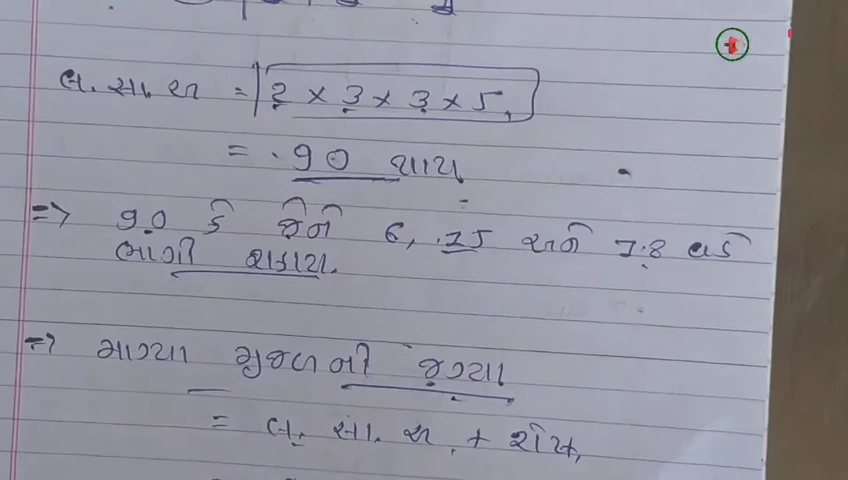 લ.સા.અ = 2 × 3 × 3 × 5
= 90 થાય
=> 90 કે જેને 6, 15 અને 18 વડે
ભાગી શકાય.
=> માગ્યા મુજબની સંખ્યા
= લ. સા. અ + શેષ